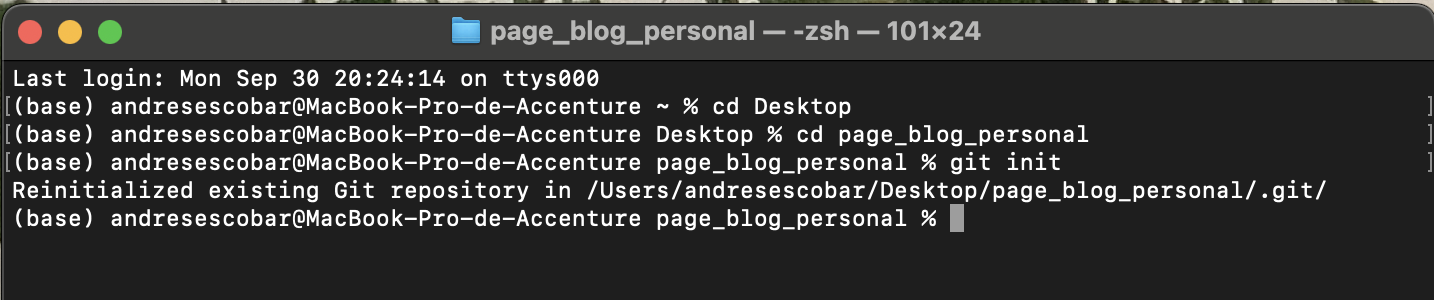 page_blog_personal — -zsh — 101×24
Last login: Mon Sep 30 20:24:14 on ttys000
[(base) andresescobar@MacBook-Pro-de-Accenture ~ % cd Desktop ]
[(base) andresescobar@MacBook-Pro-de-Accenture Desktop % cd page_blog_personal ]
[(base) andresescobar@MacBook-Pro-de-Accenture page_blog_personal % git init ]
Reinitialized existing Git repository in /Users/andresescobar/Desktop/page_blog_personal/.git/
(base) andresescobar@MacBook-Pro-de-Accenture page_blog_personal %